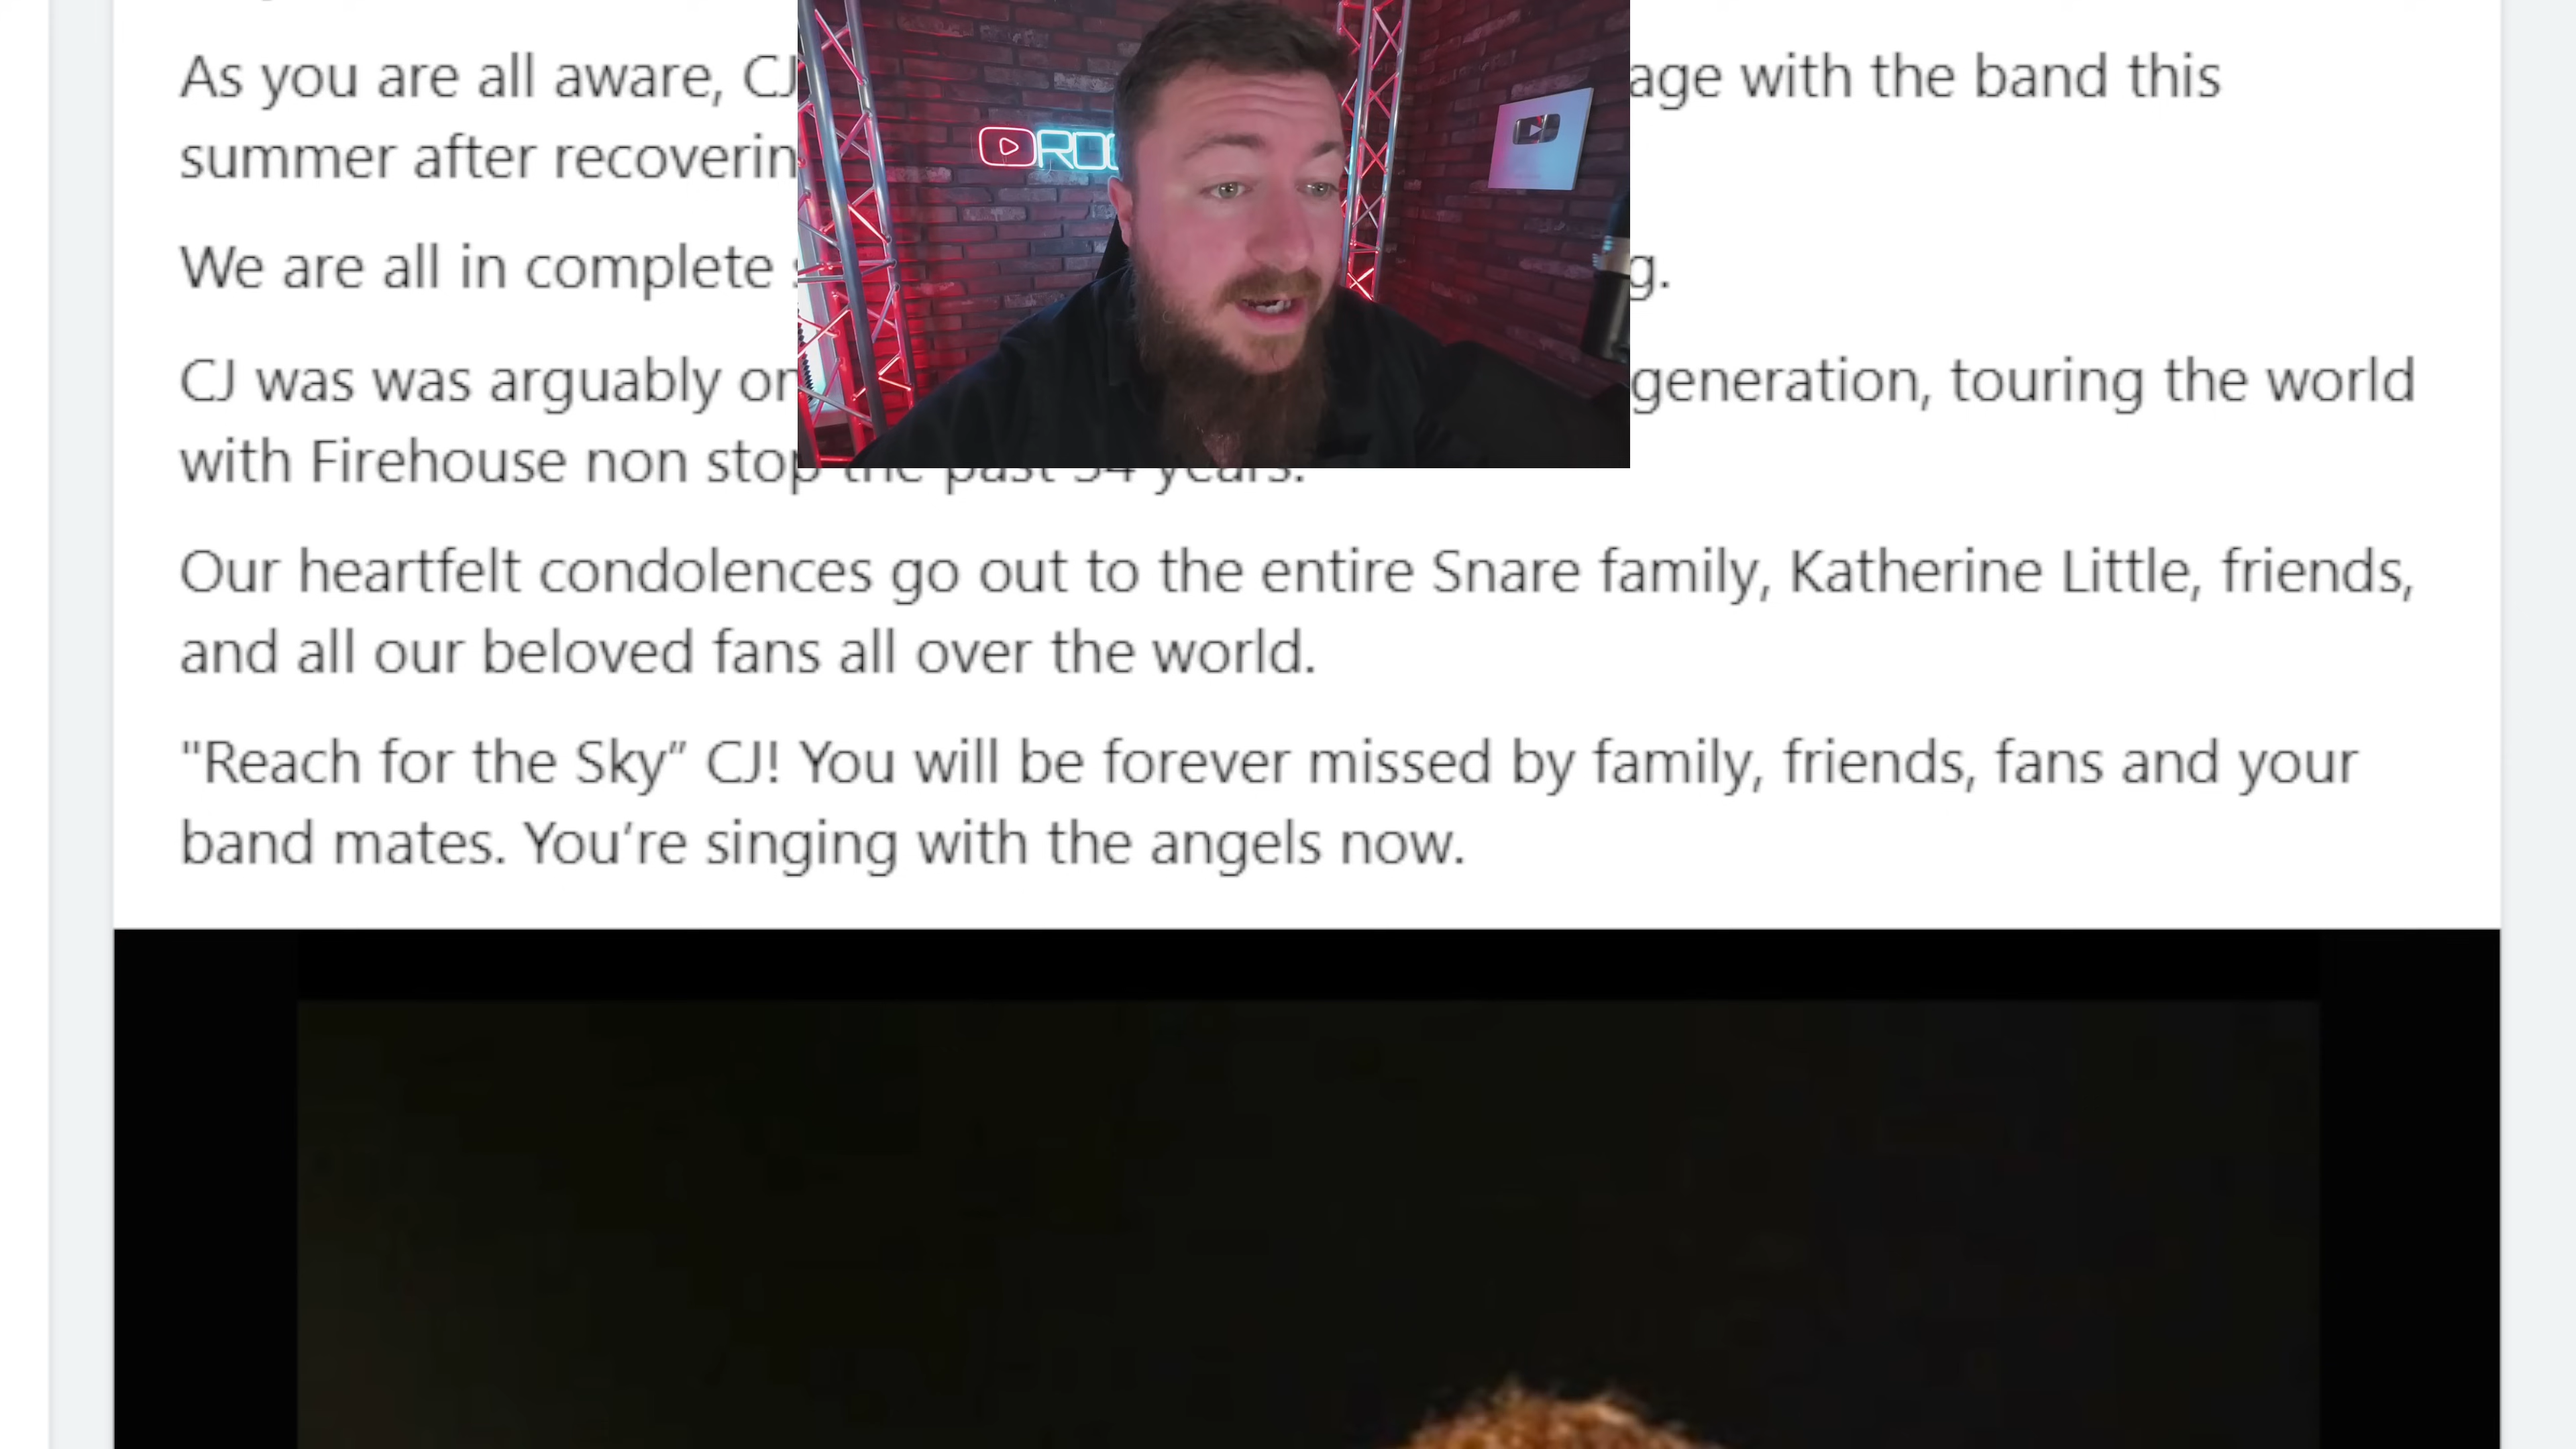 As you are all aware, CJ age with the band this
summer after
We are all in complete g.
CJ was was arguably generation, touring the world
with Firehouse non stop the past 34 years.
Our heartfelt condolences go out to the entire Snare family, Katherine Little, friends,
and all our beloved fans all over the world.
"Reach for the Sky” CJ! You will be forever missed by family, friends, fans and your
band mates. You’re singing with the angels now.